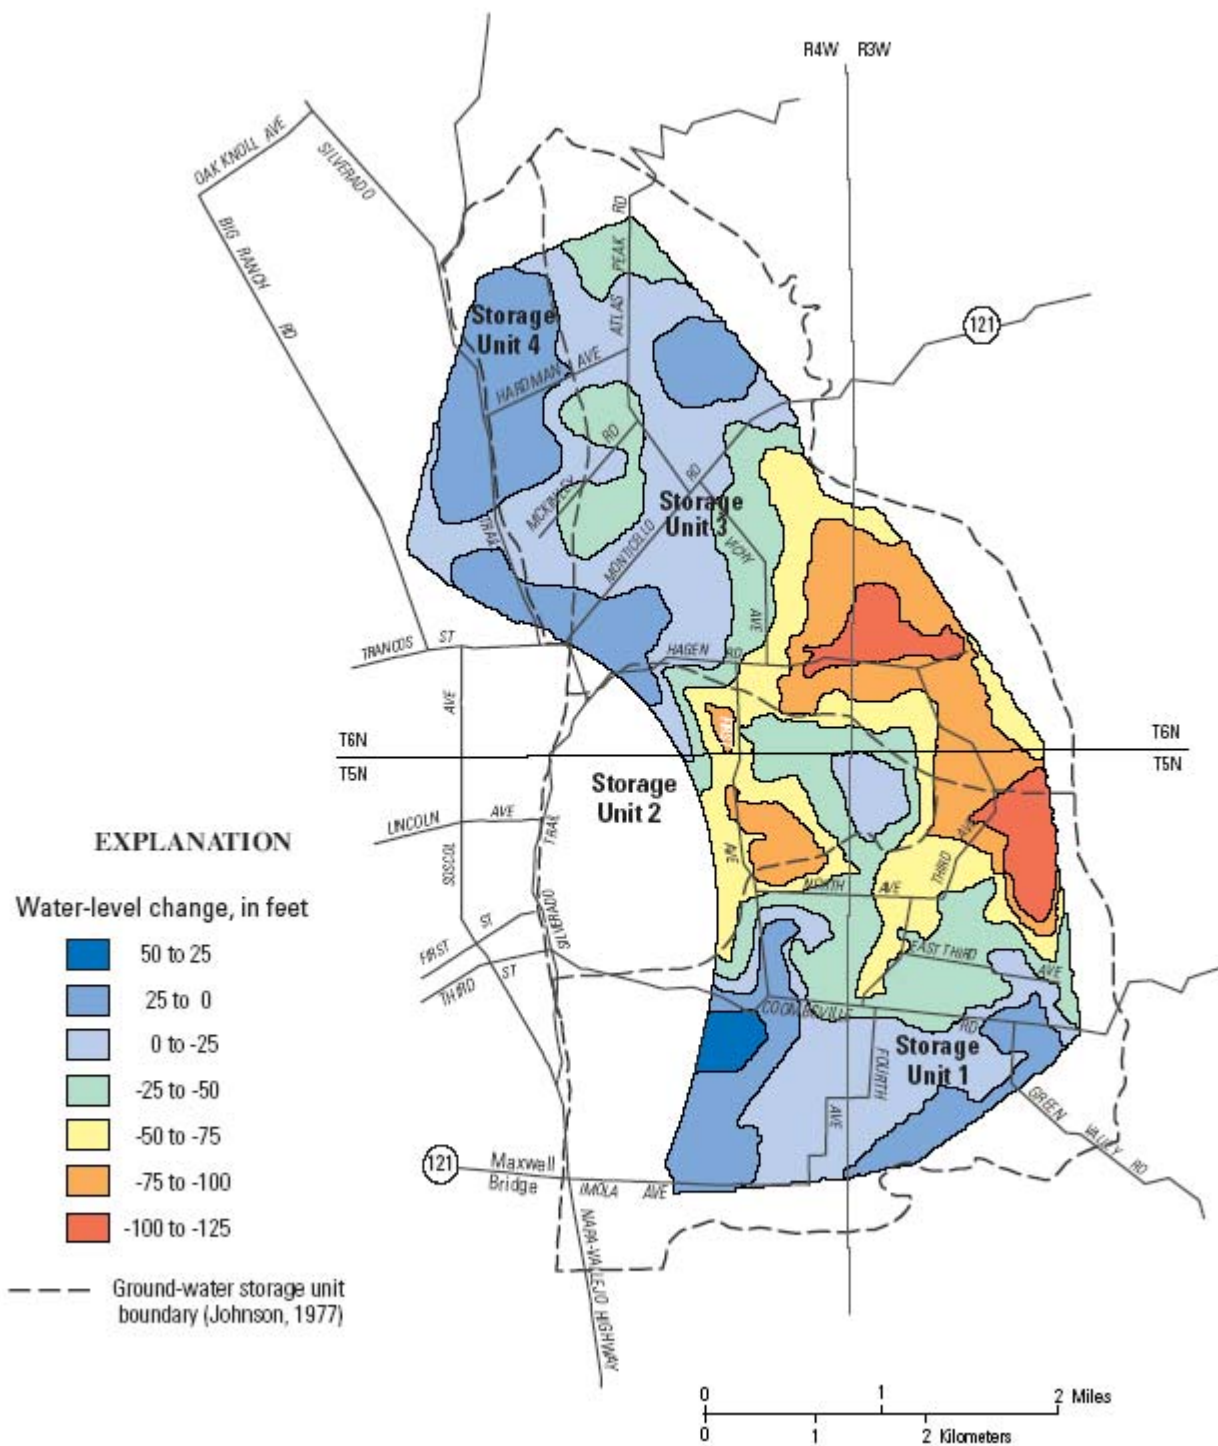 R4W R3W
OAK KNOLL AVE
SILVERADO
BIG RANCH RD
ATLAS PEAK RD
121
Storage
Unit 4
HARDMAN AVE
MCKINLEY RD
MONTICELLO RD
Storage
Unit 3
TRAIL
VICHY AVE
TRANCOS ST
HAGEN RD
T6N T6N
T5N T5N
Storage
Unit 2
LINCOLN AVE
SOSCOL AVE
SILVERADO TRAIL
AVE
THIRD AVE
NORTH AVE
FIRST ST
THIRD ST
EAST THIRD AVE
COOMBSVILLE RD
Storage
Unit 1
FOURTH AVE
GREEN VALLEY RD
121
Maxwell
Bridge
IMOLA AVE
NAPA-VALLEJO HIGHWAY
EXPLANATION
Water-level change, in feet
50 to 25
25 to 0
0 to -25
-25 to -50
-50 to -75
-75 to -100
-100 to -125
Ground-water storage unit
boundary (Johnson, 1977)
0 1 2 Miles
0 1 2 Kilometers